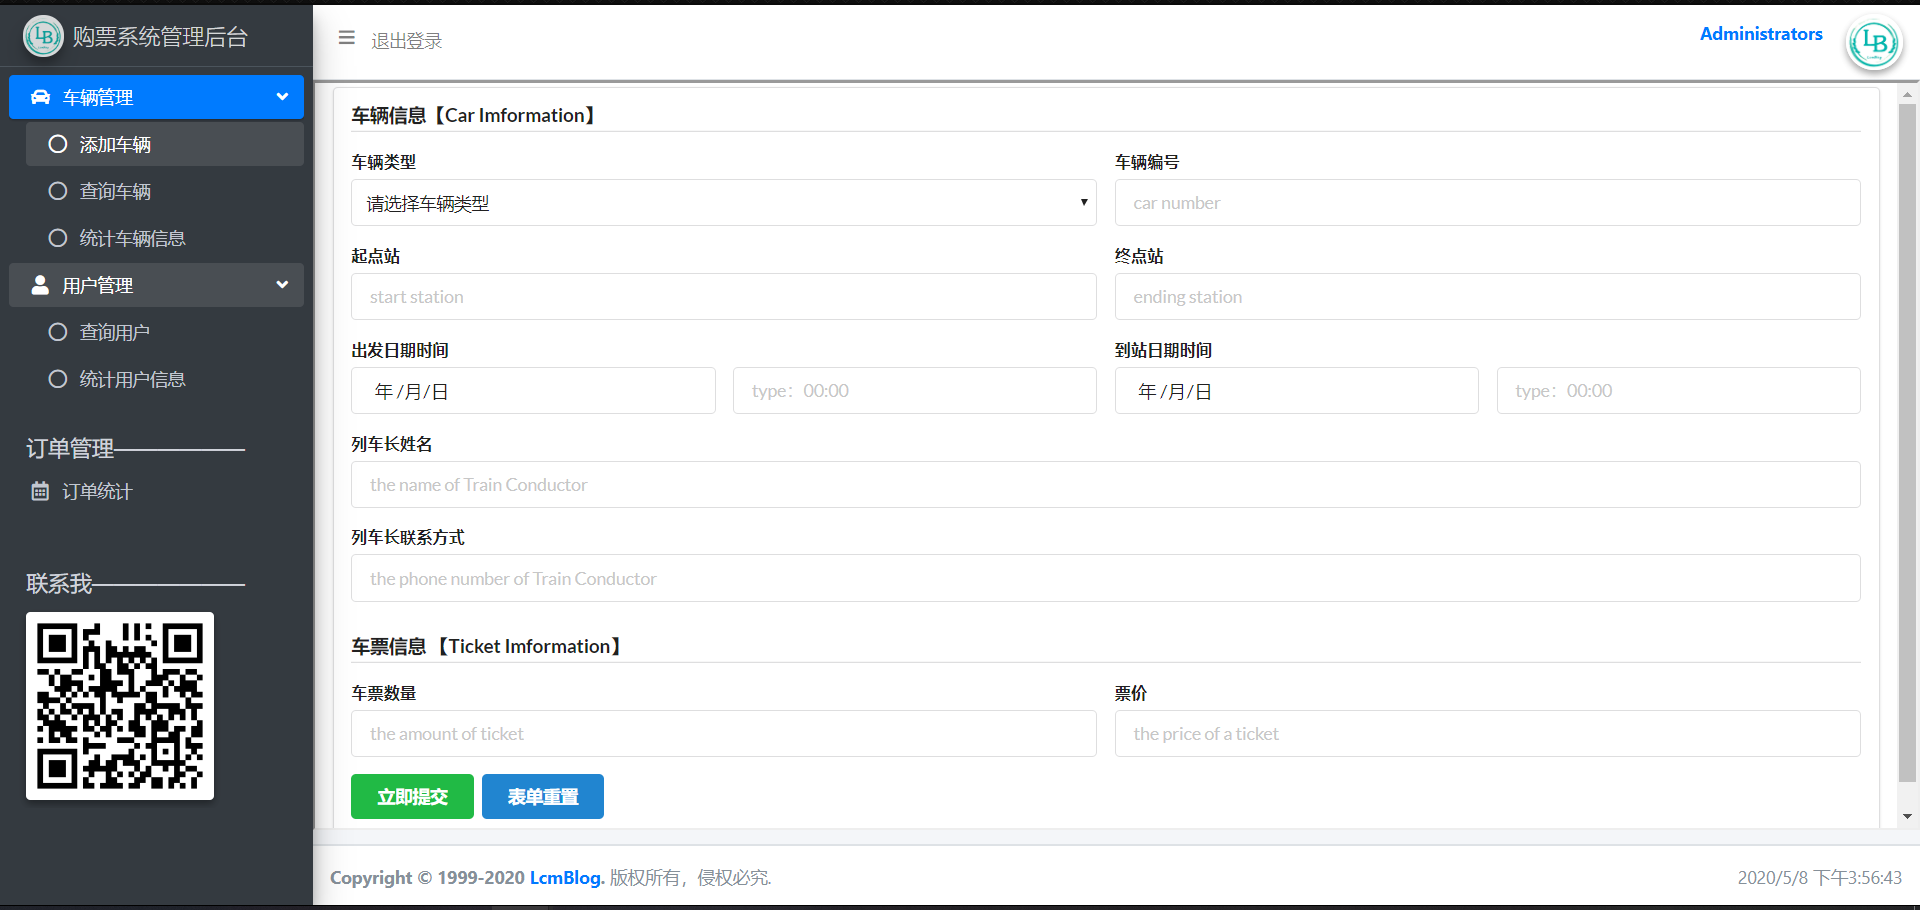 LB
购票系统管理后台
车辆管理
添加车辆
查询车辆
统计车辆信息
用户管理
查询用户
统计用户信息
订单管理——————
订单统计
联系我———————
退出登录
Administrators
LB
车辆信息【Car Imformation】
车辆类型
车辆编号
请选择车辆类型
car number
起点站
终点站
start station
ending station
出发日期时间
到站日期时间
年 /月/日
type：00:00
年 /月/日
type：00:00
列车长姓名
the name of Train Conductor
列车长联系方式
the phone number of Train Conductor
车票信息 【Ticket Imformation】
车票数量
票价
the amount of ticket
the price of a ticket
立即提交
表单重置
Copyright © 1999-2020 LcmBlog. 版权所有，侵权必究.
2020/5/8 下午3:56:43